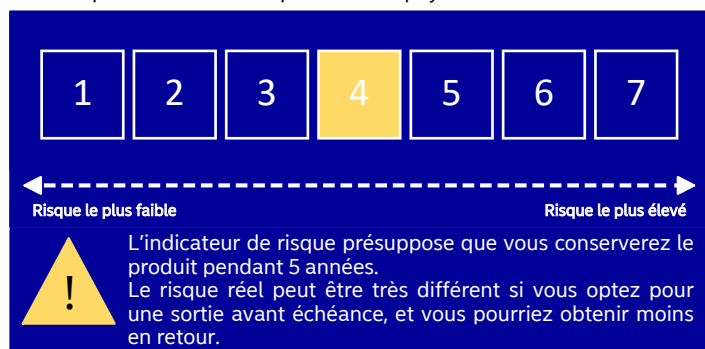 1 2 3 4 5 6 7
Risque le plus faible Risque le plus élevé
L'indicateur de risque présuppose que vous conserverez le
produit pendant 5 années.
! Le risque réel peut être très différent si vous optez pour
une sortie avant échéance, et vous pourriez obtenir moins
en retour.